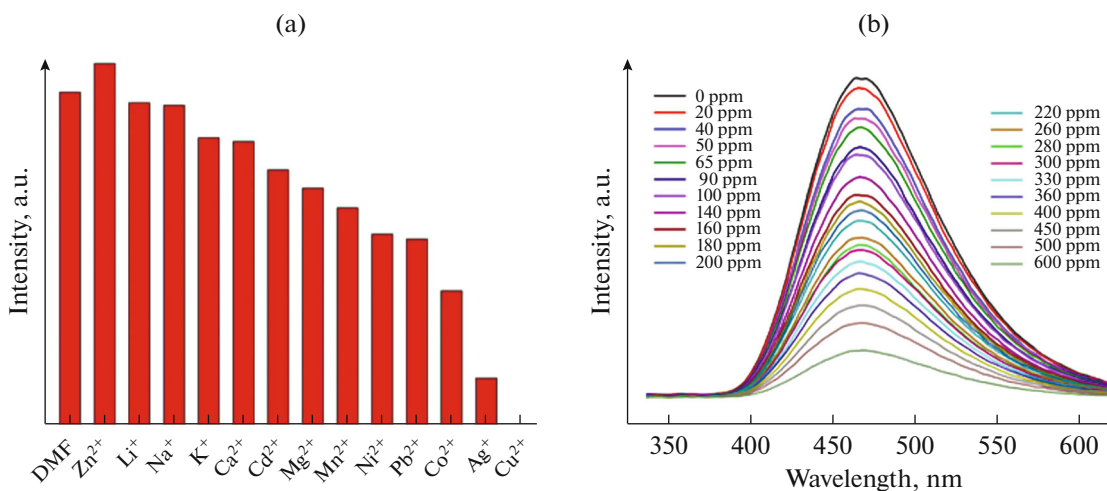 (a)
Intensity, a.u.
DMF
Zn²⁺
Li⁺
Na⁺
K⁺
Ca²⁺
Cd²⁺
Mg²⁺
Mn²⁺
Ni²⁺
Pb²⁺
Co²⁺
Ag⁺
Cu²⁺
(b)
Intensity, a.u.
0 ppm
20 ppm
40 ppm
50 ppm
65 ppm
90 ppm
100 ppm
140 ppm
160 ppm
180 ppm
200 ppm
220 ppm
260 ppm
280 ppm
300 ppm
330 ppm
360 ppm
400 ppm
450 ppm
500 ppm
600 ppm
350 400 450 500 550 600
Wavelength, nm